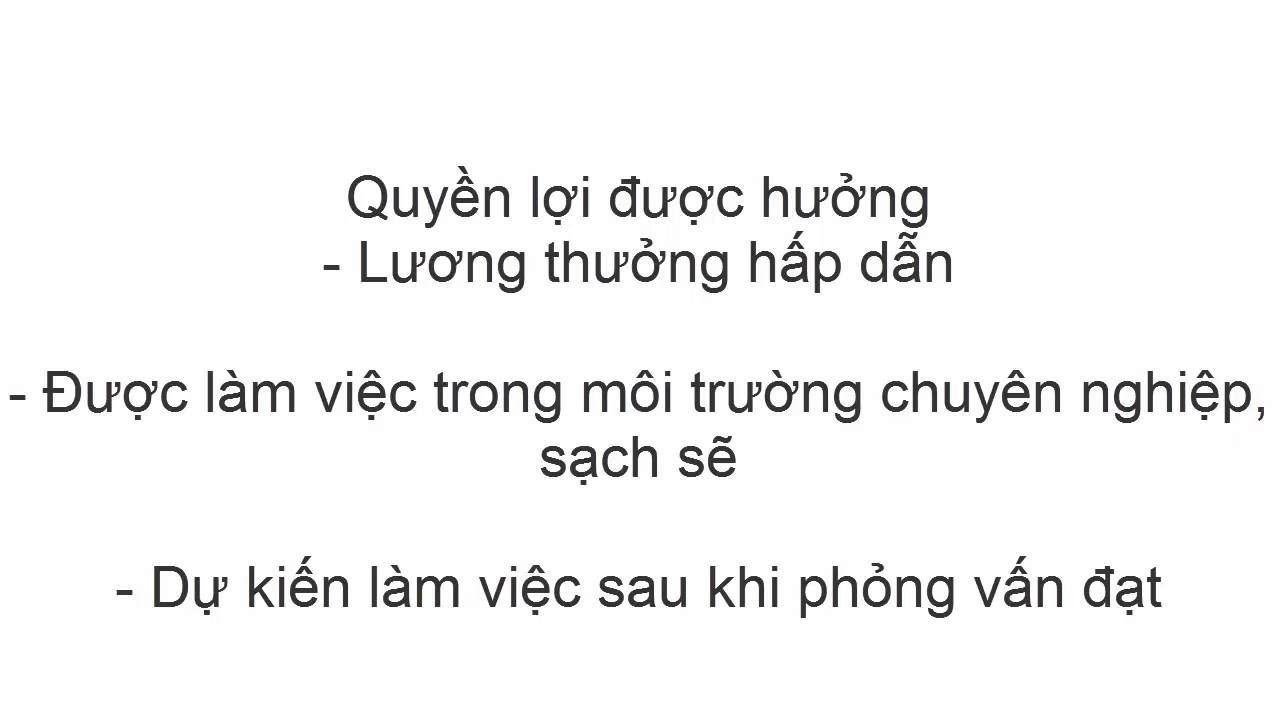 Quyền lợi được hưởng
- Lương thưởng hấp dẫn
- Được làm việc trong môi trường chuyên nghiệp,
sạch sẽ
- Dự kiến làm việc sau khi phỏng vấn đạt